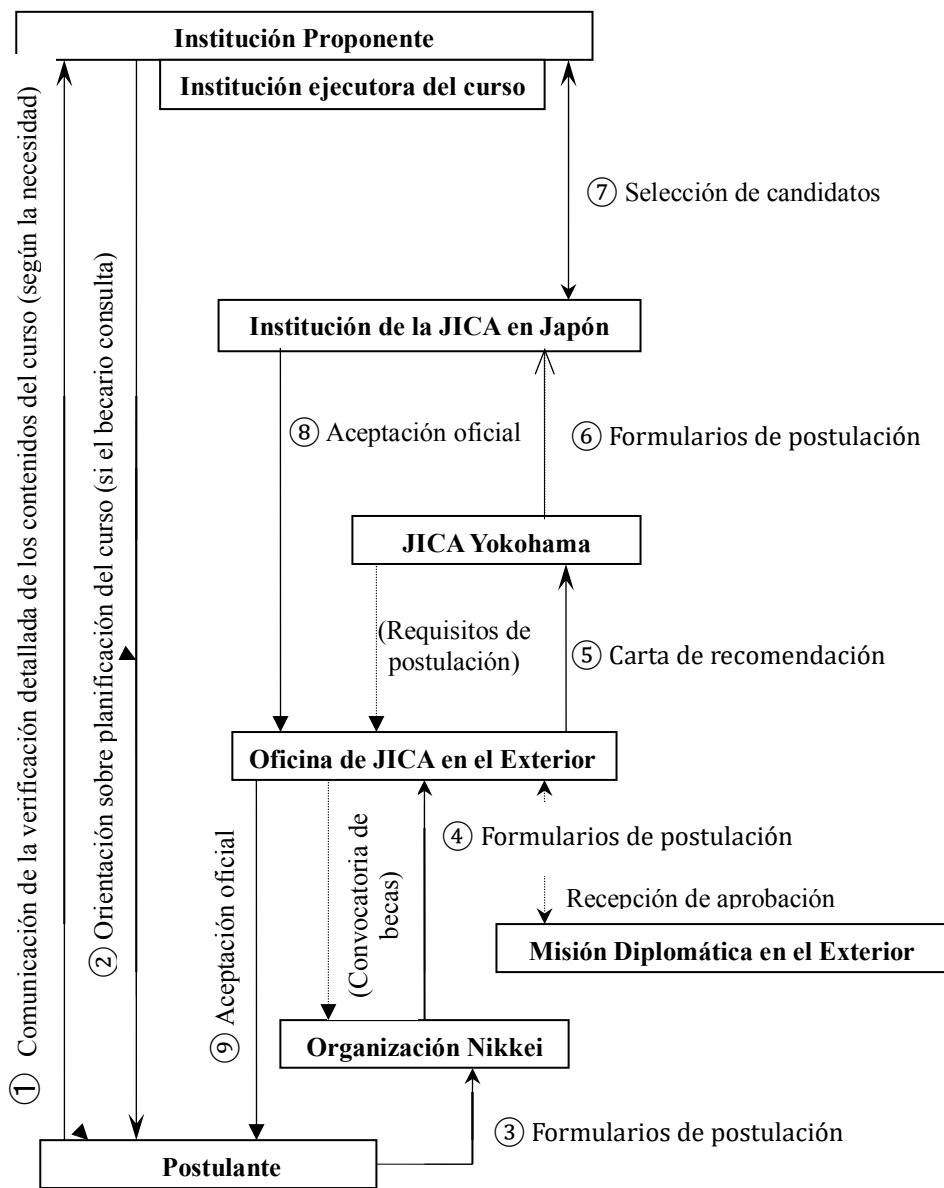 Institución Proponente
Institución ejecutora del curso
① Comunicación de la verificación detallada de los contenidos del curso (según la necesidad)
② Orientación sobre planificación del curso (si el becario consulta)
⑦ Selección de candidatos
Institución de la JICA en Japón
⑧ Aceptación oficial
⑥ Formularios de postulación
JICA Yokohama
(Requisitos de
postulación)
⑤ Carta de recomendación
Oficina de JICA en el Exterior
⑨ Aceptación oficial
(Convocatoria de
becas)
④ Formularios de postulación
Recepción de aprobación
Misión Diplomática en el Exterior
Organización Nikkei
③ Formularios de postulación
Postulante